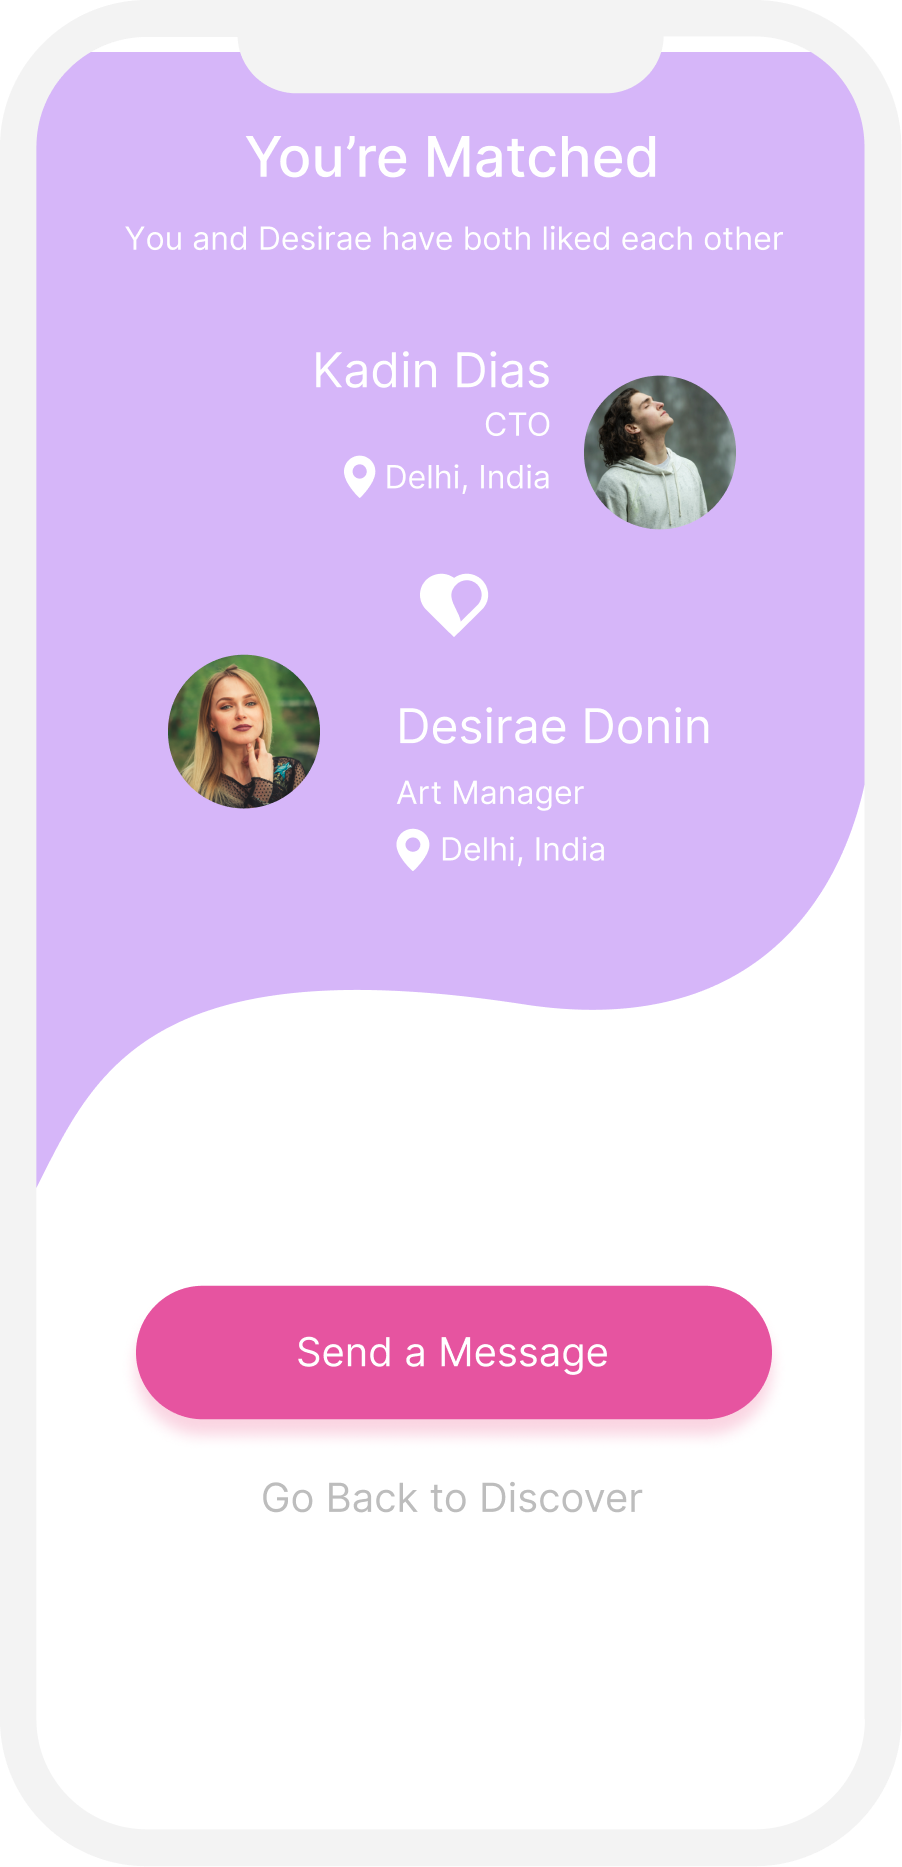 You’re Matched
You and Desirae have both liked each other
Kadin Dias
CTO
Delhi, India
Desirae Donin
Art Manager
Delhi, India
Send a Message
Go Back to Discover